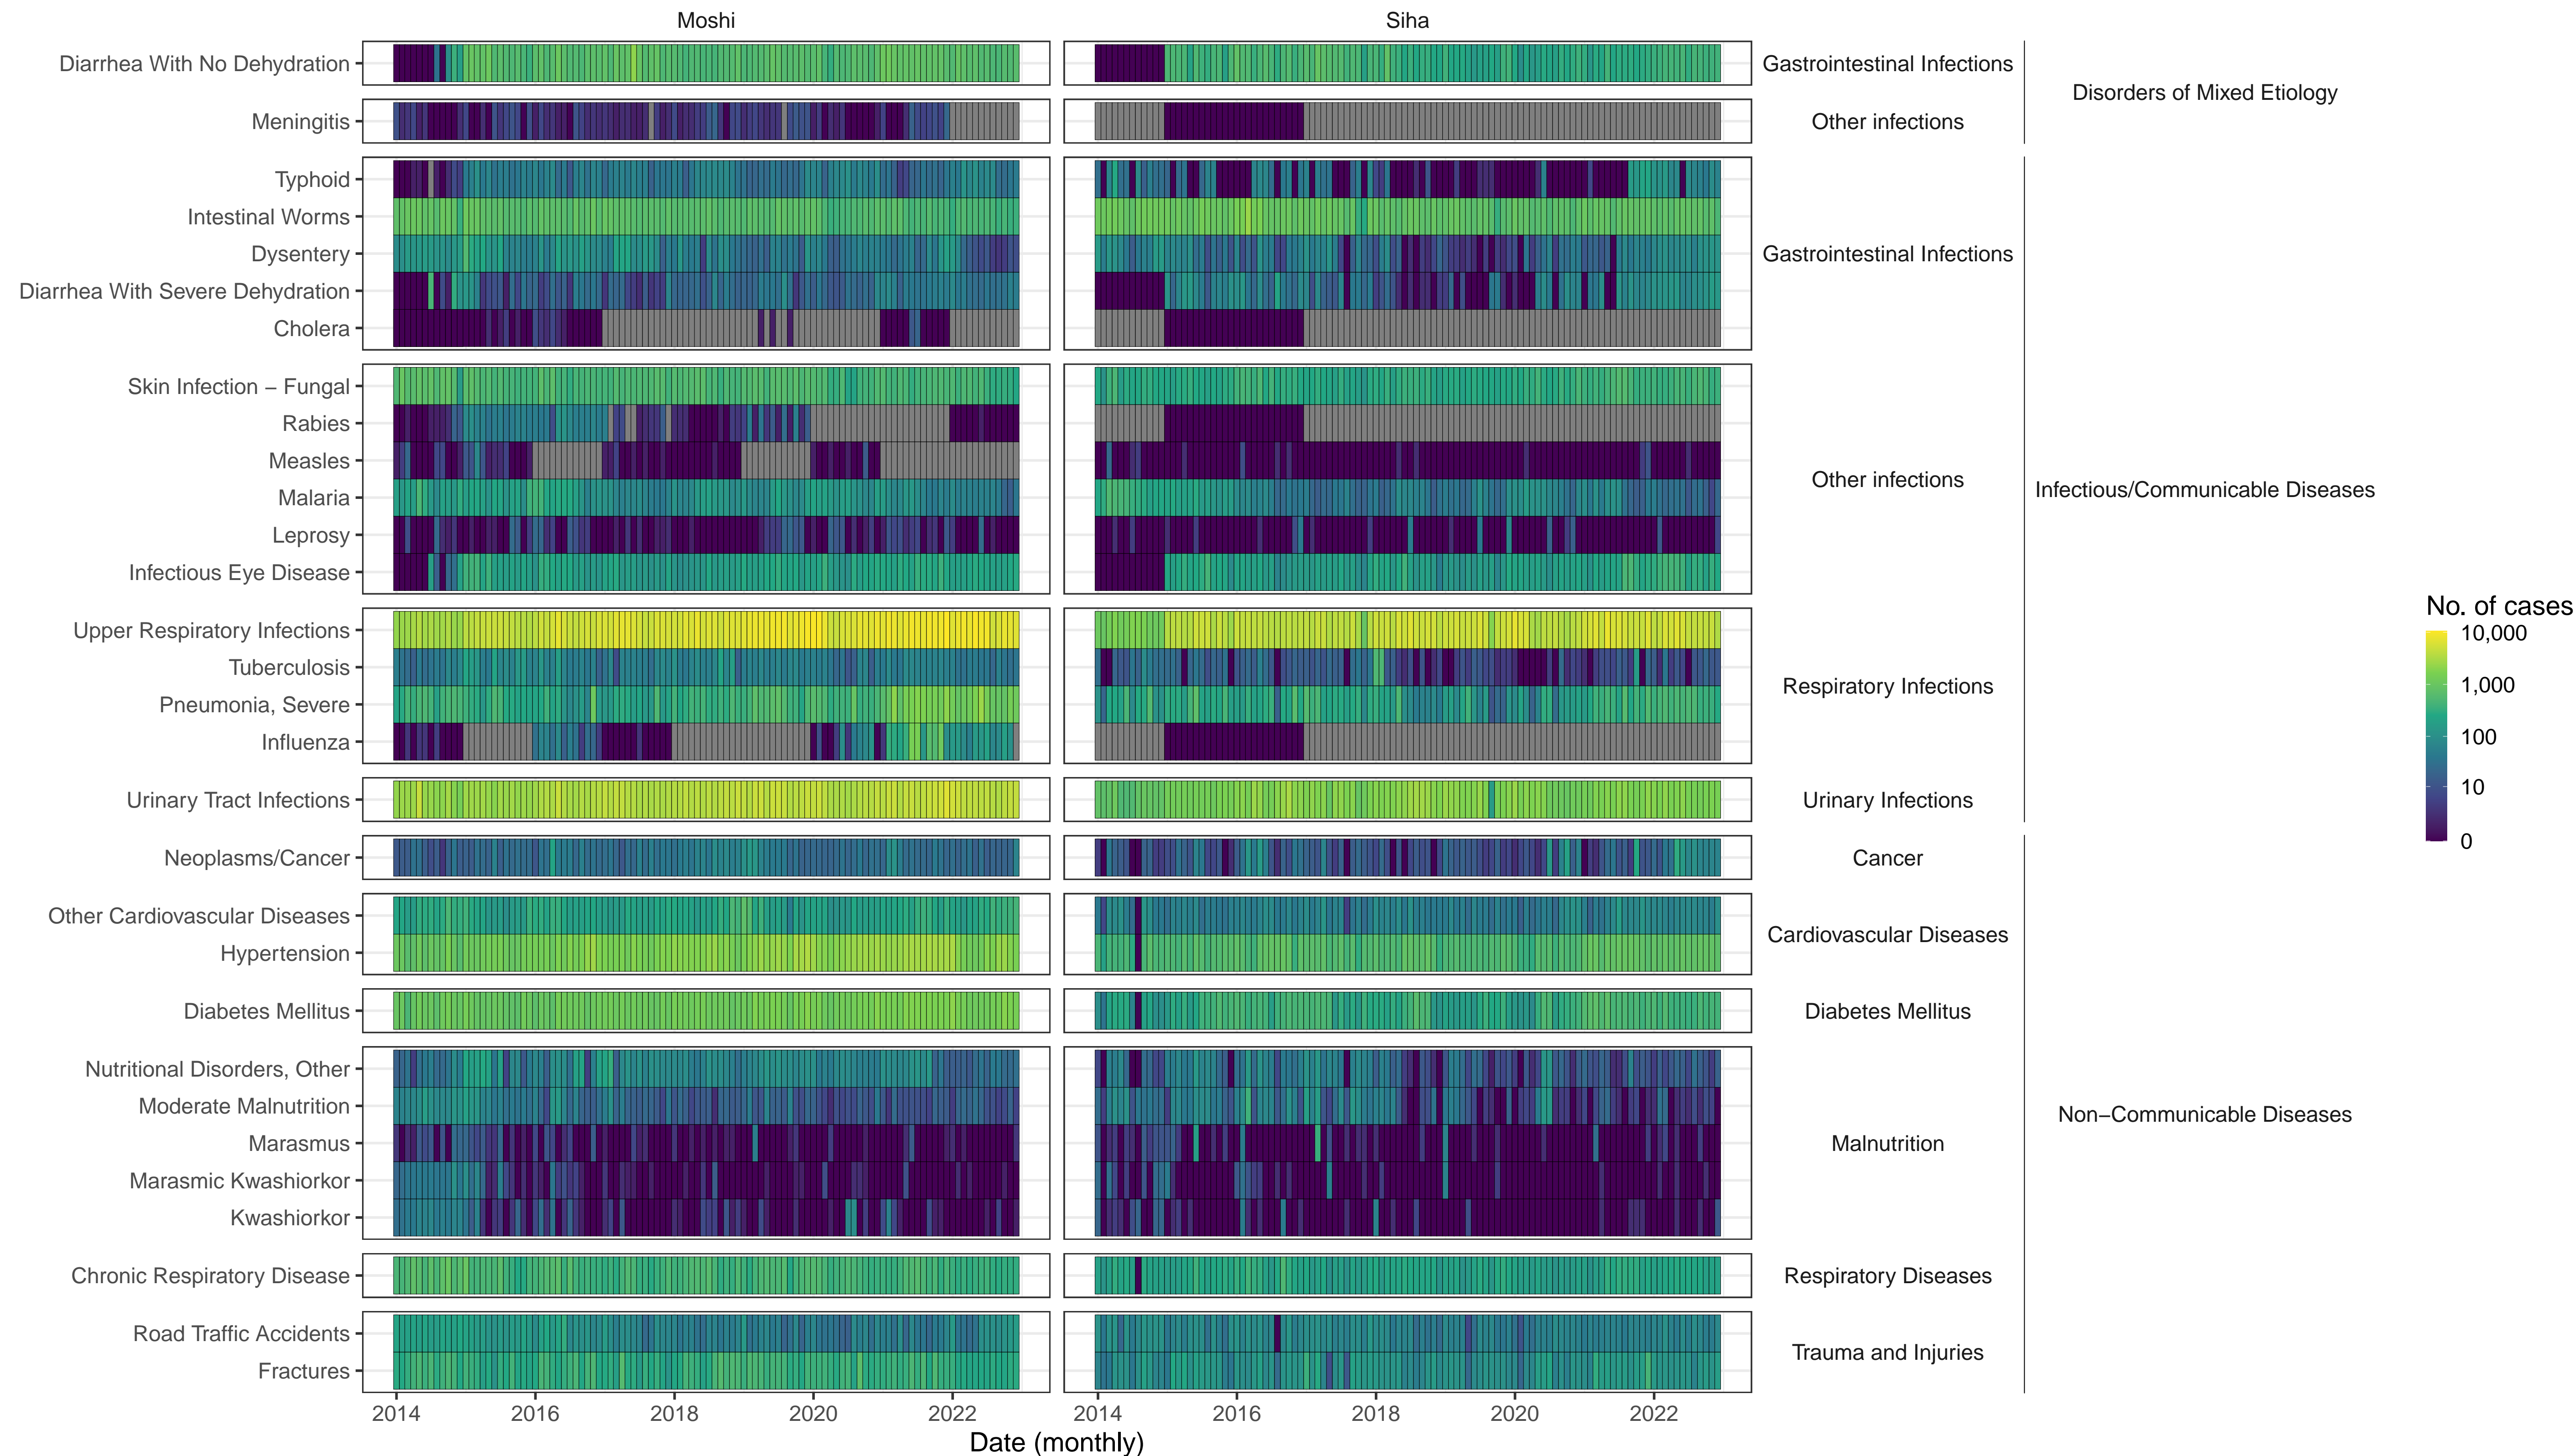 Moshi
Siha
Diarrhea With No Dehydration
Gastrointestinal Infections
Disorders of Mixed Etiology
Meningitis
Other infections
Typhoid
Intestinal Worms
Dysentery
Gastrointestinal Infections
Diarrhea With Severe Dehydration
Cholera
Skin Infection − Fungal
Rabies
Measles
Other infections
Infectious/Communicable Diseases
Malaria
Leprosy
Infectious Eye Disease
Upper Respiratory Infections
Tuberculosis
Respiratory Infections
Pneumonia, Severe
Influenza
Urinary Tract Infections
Urinary Infections
Neoplasms/Cancer
Cancer
Other Cardiovascular Diseases
Cardiovascular Diseases
Hypertension
Diabetes Mellitus
Diabetes Mellitus
Nutritional Disorders, Other
Moderate Malnutrition
Non−Communicable Diseases
Marasmus
Malnutrition
Marasmic Kwashiorkor
Kwashiorkor
Chronic Respiratory Disease
Respiratory Diseases
Road Traffic Accidents
Trauma and Injuries
Fractures
2014 2016 2018 2020 2022
2014 2016 2018 2020 2022
Date (monthly)
No. of cases
10,000
1,000
100
10
0